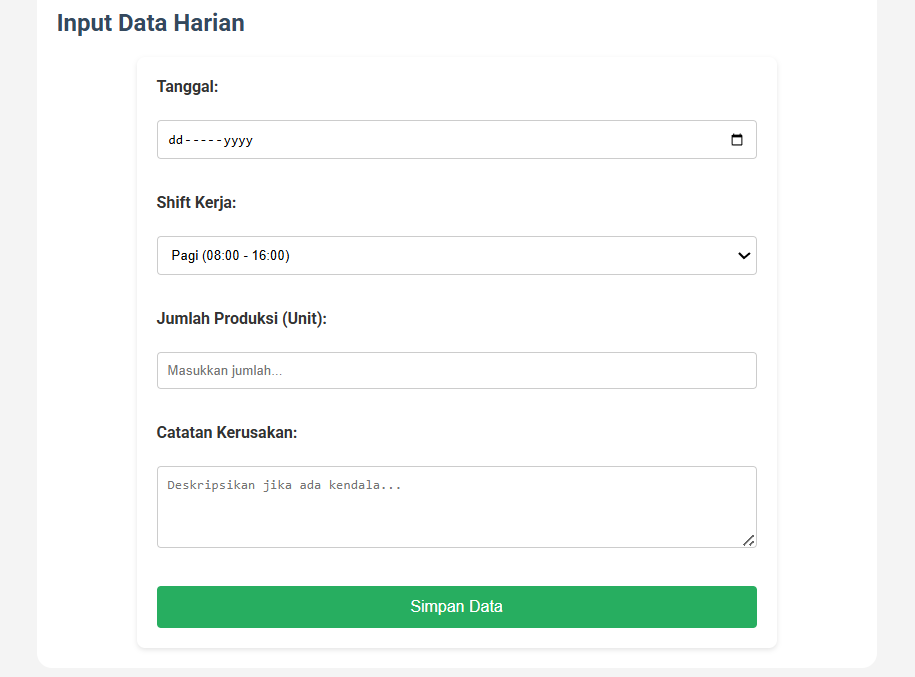 Input Data Harian
Tanggal:
dd-----yyyy
Shift Kerja:
Pagi (08:00 - 16:00)
Jumlah Produksi (Unit):
Masukkan jumlah...
Catatan Kerusakan:
Deskripsikan jika ada kendala...
Simpan Data